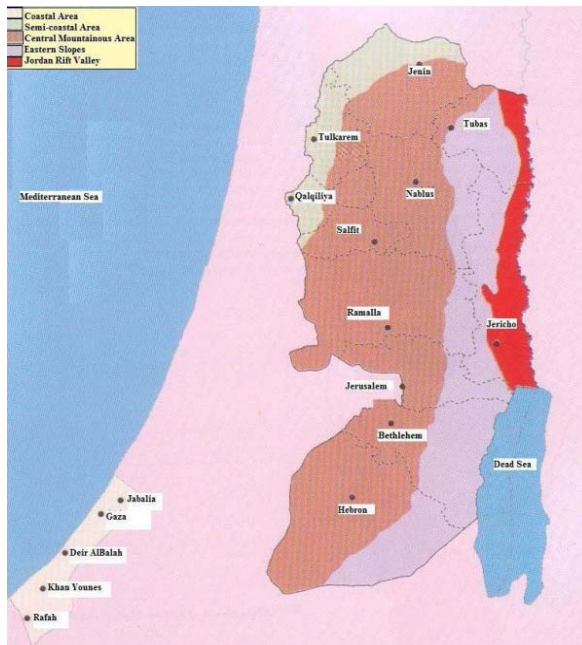 Coastal Area
Semi-coastal Area
Central Mountainous Area
Eastern Slopes
Jordan Rift Valley
Jenin
Tubas
Tulkarem
Mediterranean Sea
Nablus
Qalqiliya
Salfit
Ramalla
Jericho
Jerusalem
Bethlehem
Dead Sea
Jabalia
Hebron
Gaza
Deir AlBalah
Khan Younes
Rafah